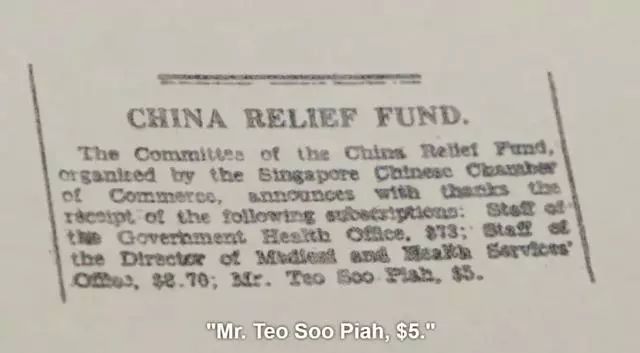 CHINA RELIEF FUND.
The Committee of the China Relief Fund,
organised by the Singapore Chinese Chamber
of Commerce, announces with thanks the
receipt of the following subscriptions: Staff of
the Government Health Office, $73; Staff of
the Director of Medical and Health Services'
Office, $8.70; Mr. Teo Soo Piah, $5.
"Mr. Teo Soo Piah, $5."